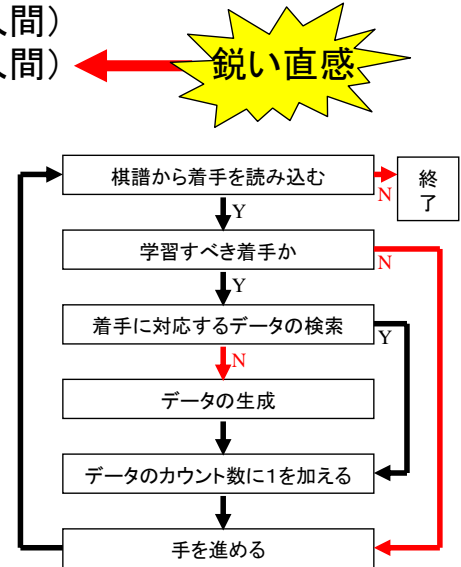 人間)
人間)
鋭い直感
棋譜から着手を読み込む
N
終
了
Y
学習すべき着手か
N
Y
着手に対応するデータの検索
Y
N
データの生成
データのカウント数に1を加える
手を進める